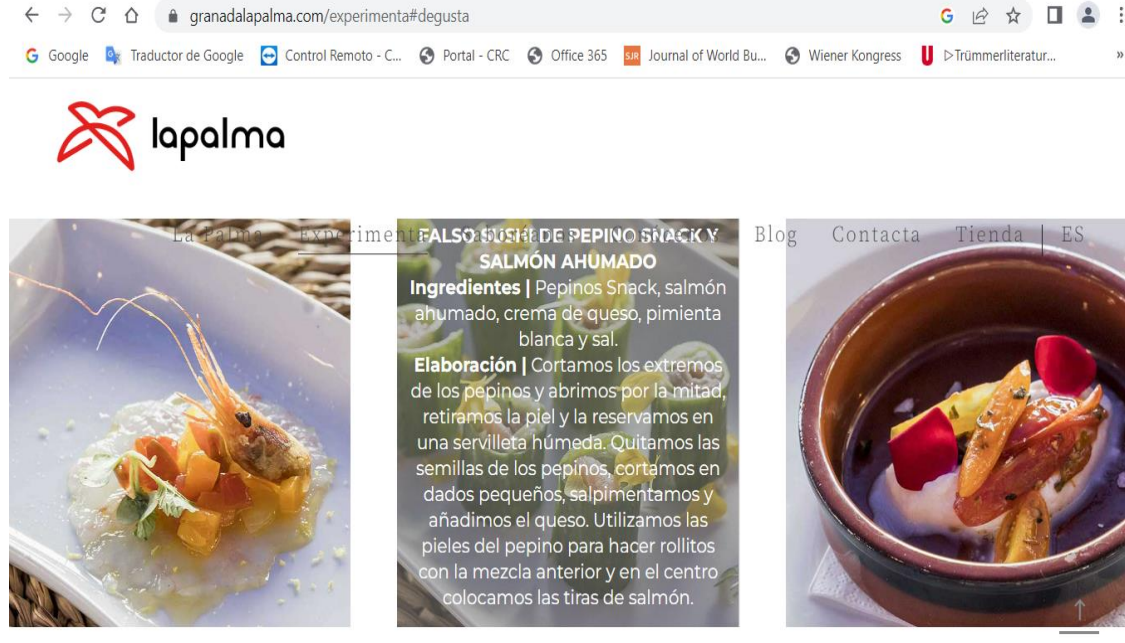 granadalapalma.com/experimenta#degusta
Google Traductor de Google Control Remoto - C... Portal - CRC Office 365 SJR Journal of World Bu... Wiener Kongress ▷Trümmerliteratur... »
lapalma
La Palma Experimenta Blog Contacta Tienda ES
FALSO SUSHI DE PEPINO SNACK Y
SALMÓN AHUMADO
Ingredientes | Pepinos Snack, salmón
ahumado, crema de queso, pimienta
blanca y sal.
Elaboración | Cortamos los extremos
de los pepinos y abrimos por la mitad,
retiramos la piel y la reservamos en
una servilleta húmeda. Quitamos las
semillas de los pepinos, cortamos en
dados pequeños, salpimentamos y
añadimos el queso. Utilizamos las
pieles del pepino para hacer rollitos
con la mezcla anterior y en el centro
colocamos las tiras de salmón.